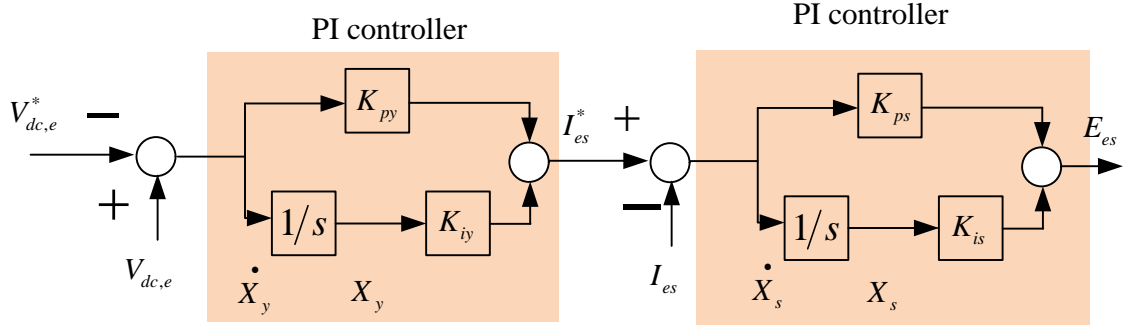 PI controller
PI controller
V*dc,e
−
+
Vdc,e
Kpy
1/s
Kiy
Ẋy
Xy
I*es
+
−
Ies
Kps
1/s
Kis
Ẋs
Xs
Ees